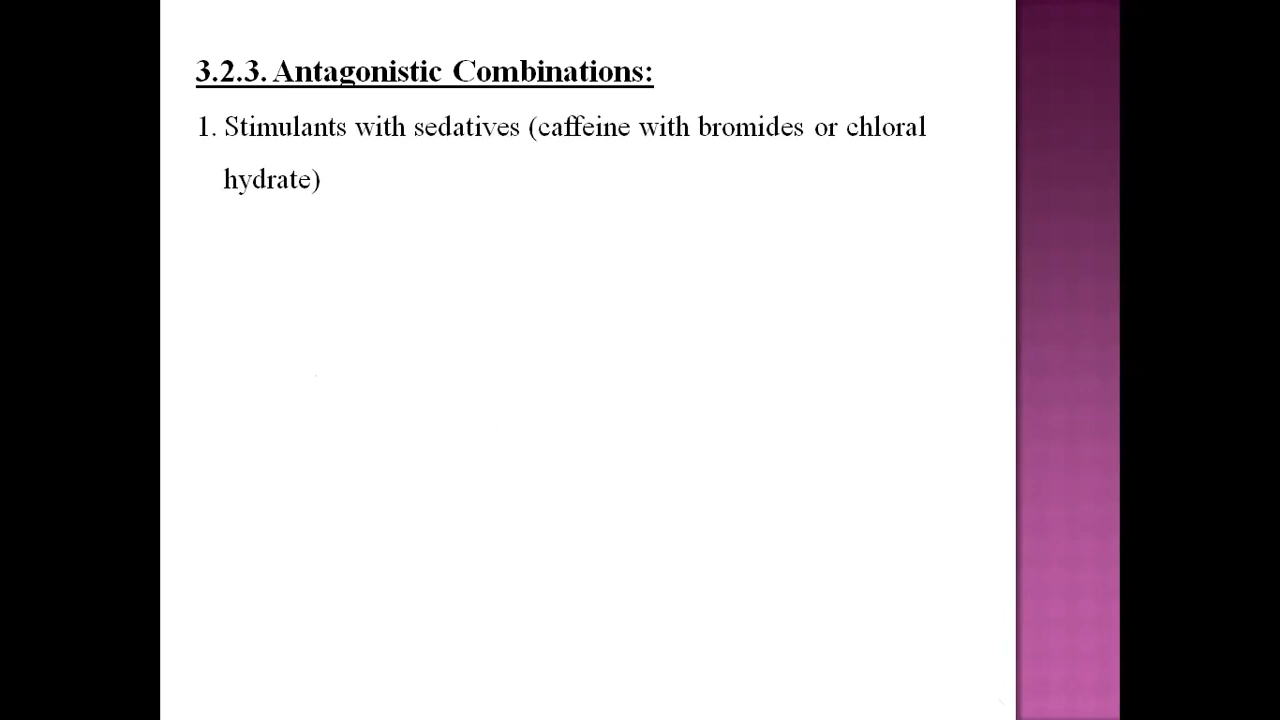 3.2.3. Antagonistic Combinations:
1. Stimulants with sedatives (caffeine with bromides or chloral
hydrate)